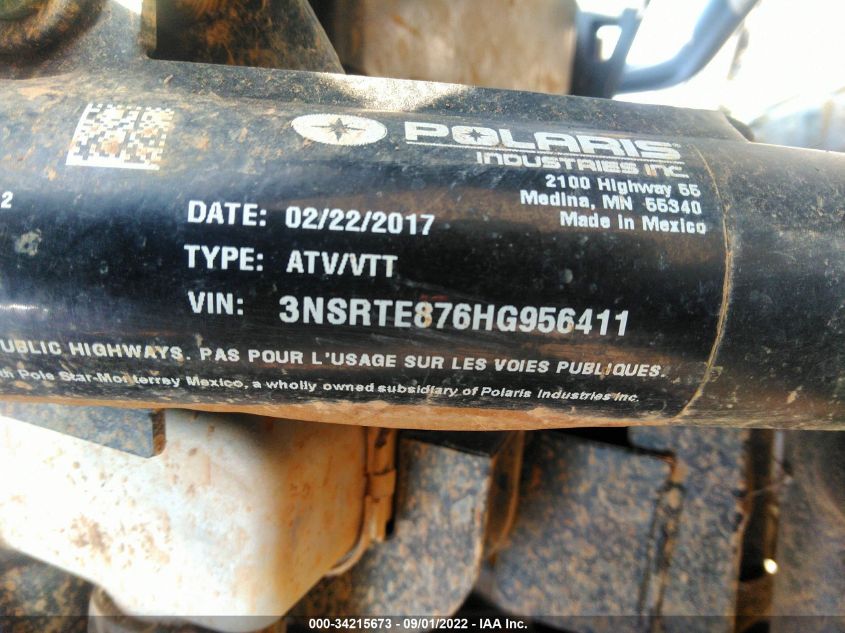 POLARIS
INDUSTRIES INC.
2100 Highway 55
Medina, MN 55340
Made in Mexico
2
DATE: 02/22/2017
TYPE: ATV/VTT
VIN: 3NSRTE876HG956411
PUBLIC HIGHWAYS. PAS POUR L'USAGE SUR LES VOIES PUBLIQUES.
Pole Star-Monterrey Mexico, a wholly owned subsidiary of Polaris Industries Inc.
000-34215673 - 09/01/2022 - IAA Inc.